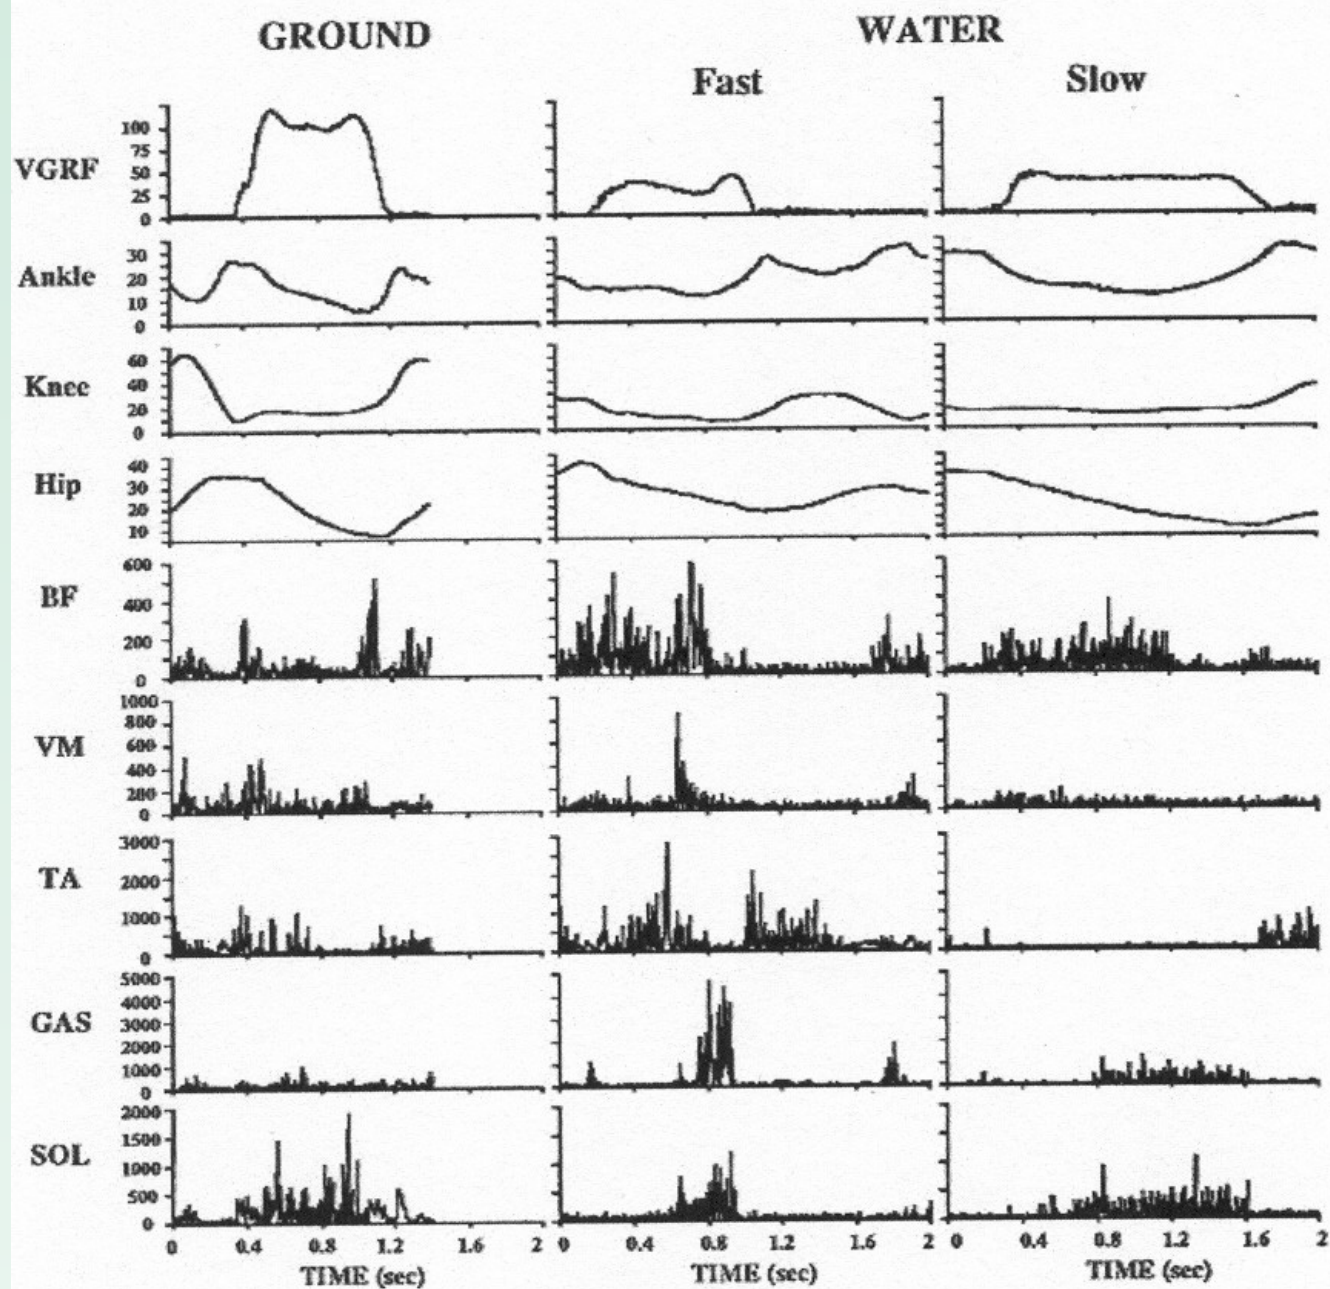 GROUND
WATER
Fast
Slow
VGRF
100
75
50
25
0
Ankle
30
20
10
0
Knee
60
40
20
0
Hip
40
30
20
10
BF
600
400
200
0
VM
1000
800
600
400
200
0
TA
3000
2000
1000
0
GAS
5000
4000
3000
2000
1000
0
SOL
2000
1500
1000
500
0
0 0.4 0.8 1.2 1.6 2 0 0.4 0.8 1.2 1.6 2 0 0.4 0.8 1.2 1.6 2
TIME (sec) TIME (sec) TIME (sec)